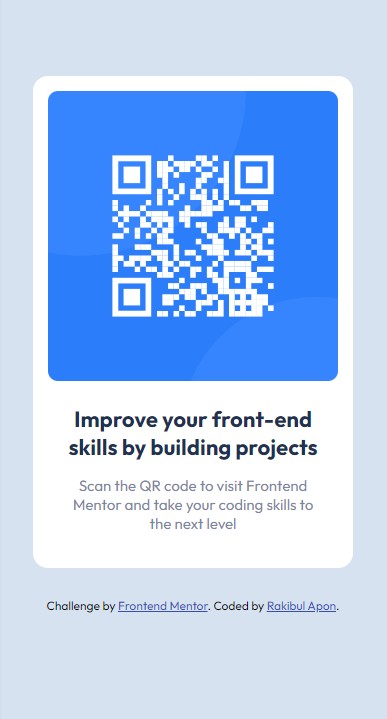 Improve your front-end
skills by building projects
Scan the QR code to visit Frontend
Mentor and take your coding skills to
the next level
Challenge by Frontend Mentor. Coded by Rakibul Apon.